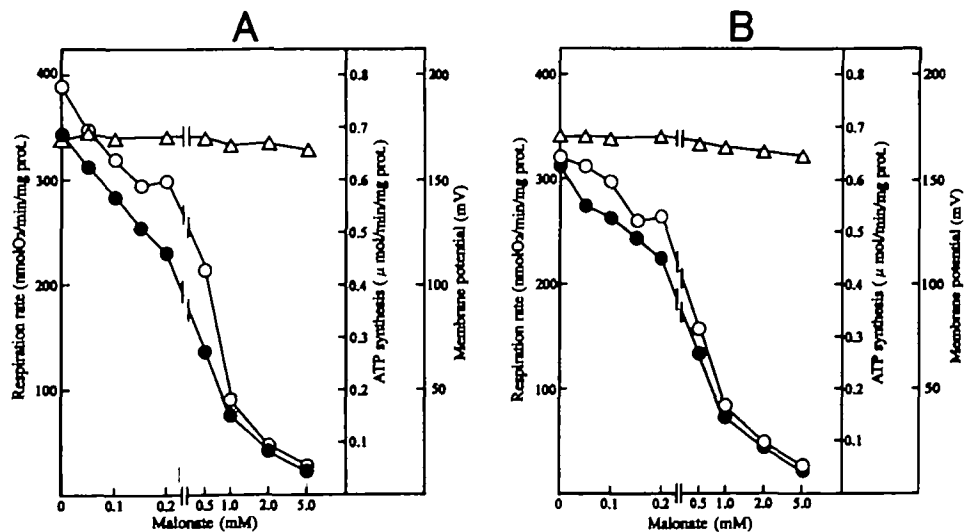 A
B
400
300
200
100
0
Respiration rate (nmolO₂/min/mg prot.)
0 0.1 0.2 0.5 1.0 2.0 5.0
Malonate (mM)
0.8
0.7
0.6
0.5
0.4
0.3
0.2
0.1
ATP synthesis (μ mol/min/mg prot.)
200
150
100
50
Membrane potential (mV)
400
300
200
100
0
Respiration rate (nmolO₂/min/mg prot.)
0 0.1 0.2 0.5 1.0 2.0 5.0
Malonate (mM)
0.8
0.7
0.6
0.5
0.4
0.3
0.2
0.1
ATP synthesis (μ mol/min/mg prot.)
200
150
100
50
Membrane potential (mV)